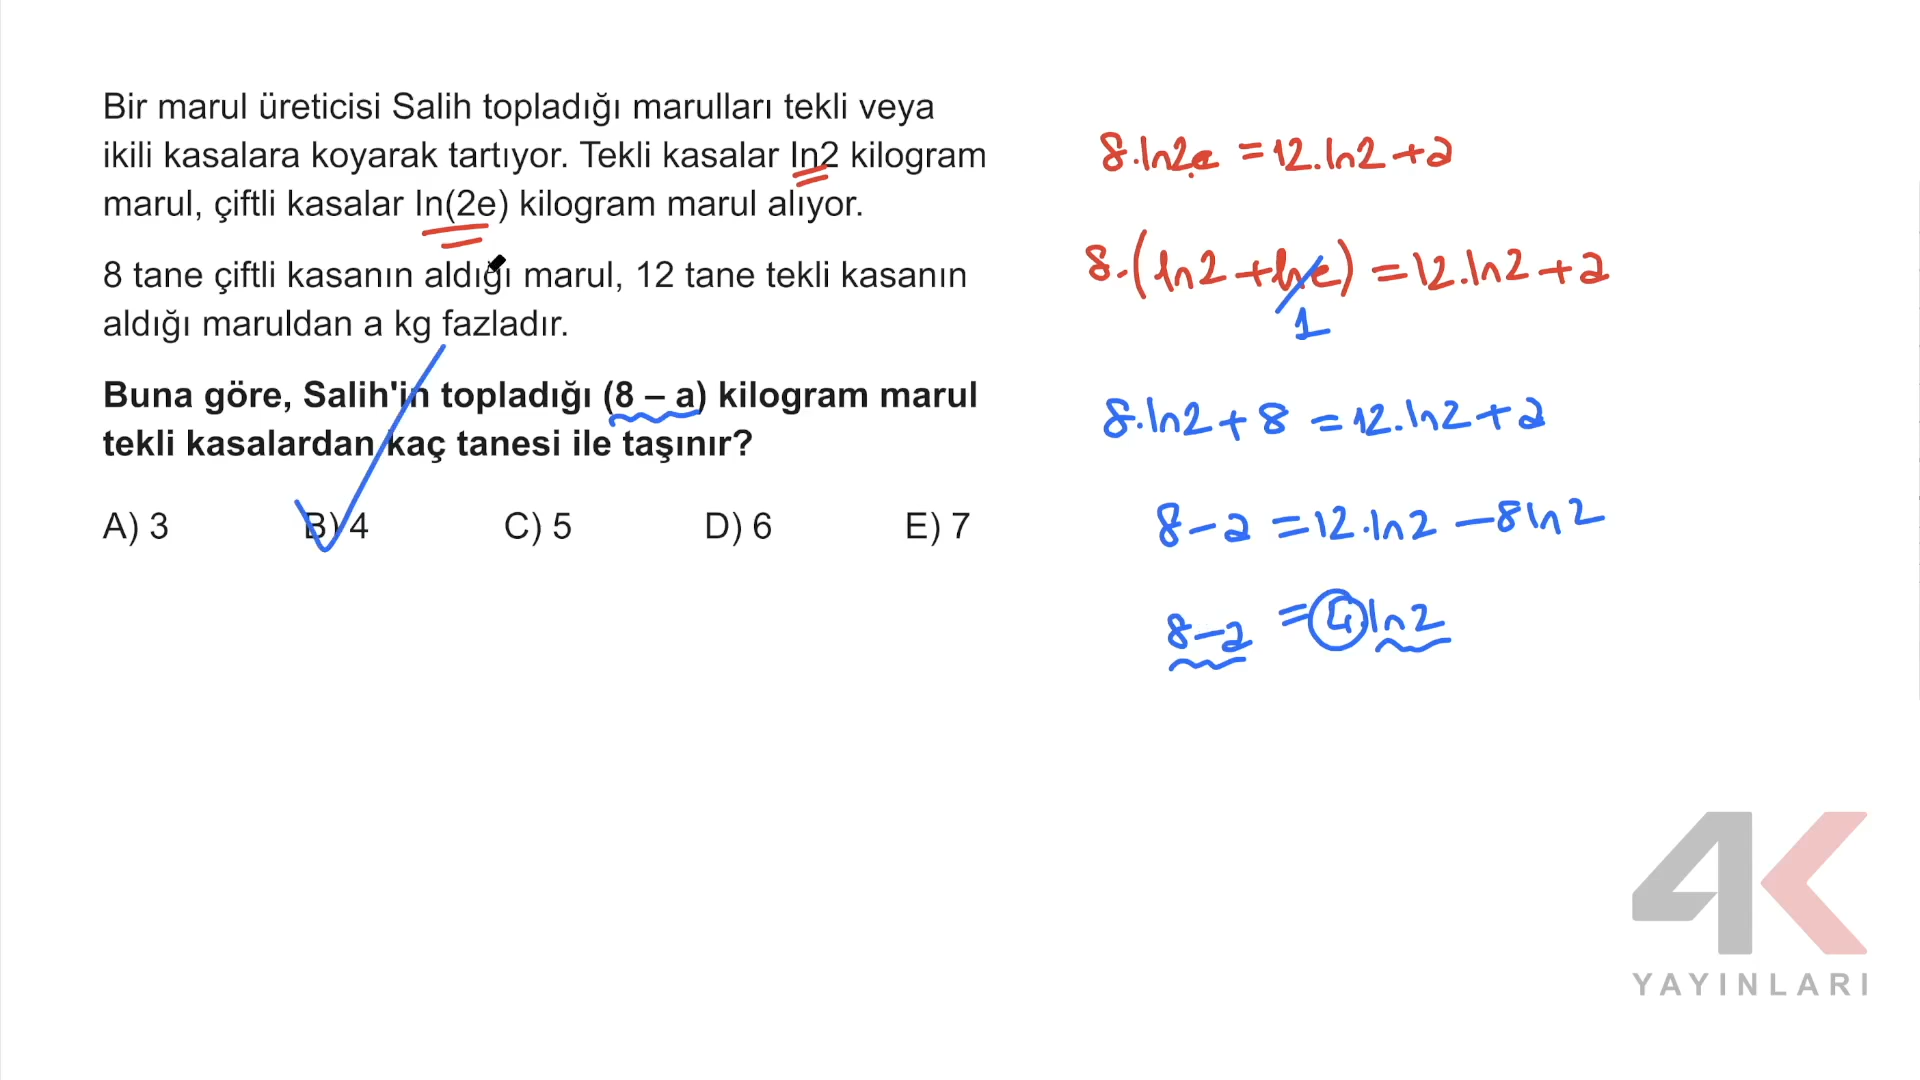 Bir marul üreticisi Salih topladığı marulları tekli veya
ikili kasalara koyarak tartıyor. Tekli kasalar ln2 kilogram
marul, çiftli kasalar ln(2e) kilogram marul alıyor.
8 tane çiftli kasanın aldığı marul, 12 tane tekli kasanın
aldığı maruldan a kg fazladır.
Buna göre, Salih'in topladığı (8 – a) kilogram marul
tekli kasalardan kaç tanesi ile taşınır?
A) 3 B) 4 C) 5 D) 6 E) 7
8.ln2e = 12.ln2 + a
8.(ln2 + lne) = 12.ln2 + a
1
8.ln2 + 8 = 12.ln2 + a
8 – a = 12.ln2 – 8ln2
8 – a = 4.ln2
4K
YAYINLARI